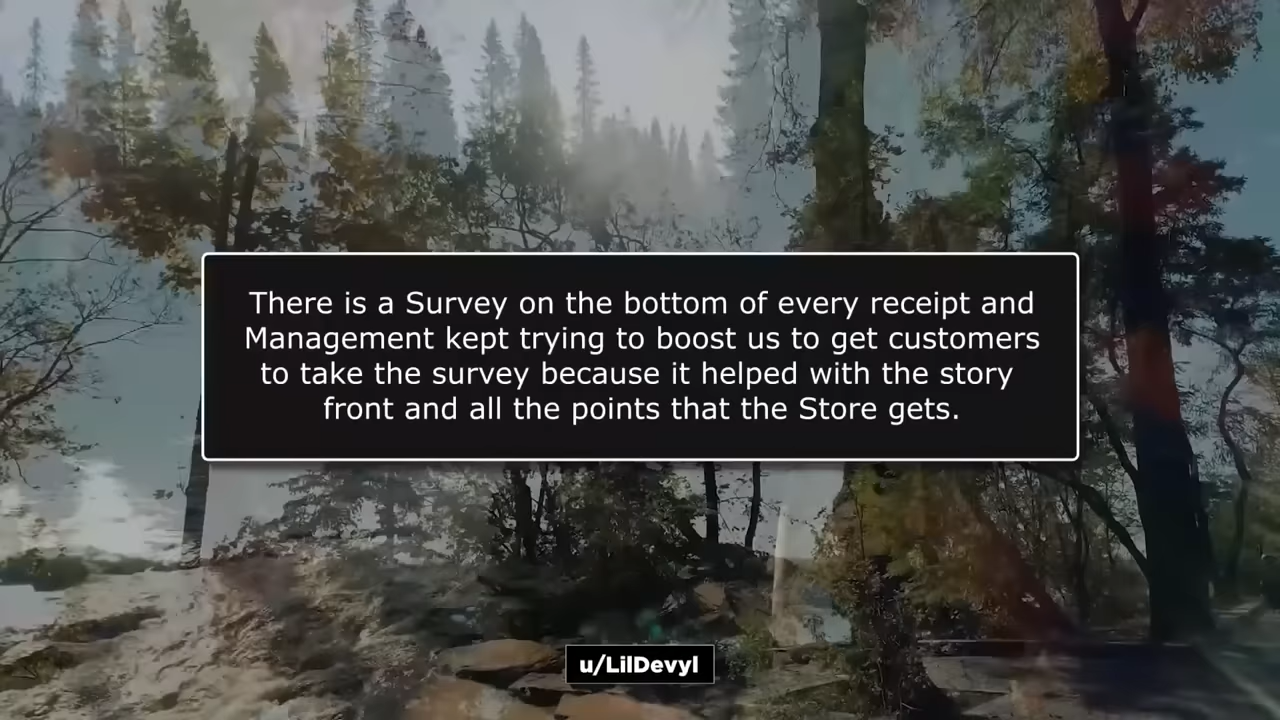 There is a Survey on the bottom of every receipt and
Management kept trying to boost us to get customers
to take the survey because it helped with the story
front and all the points that the Store gets.
u/LilDevyl